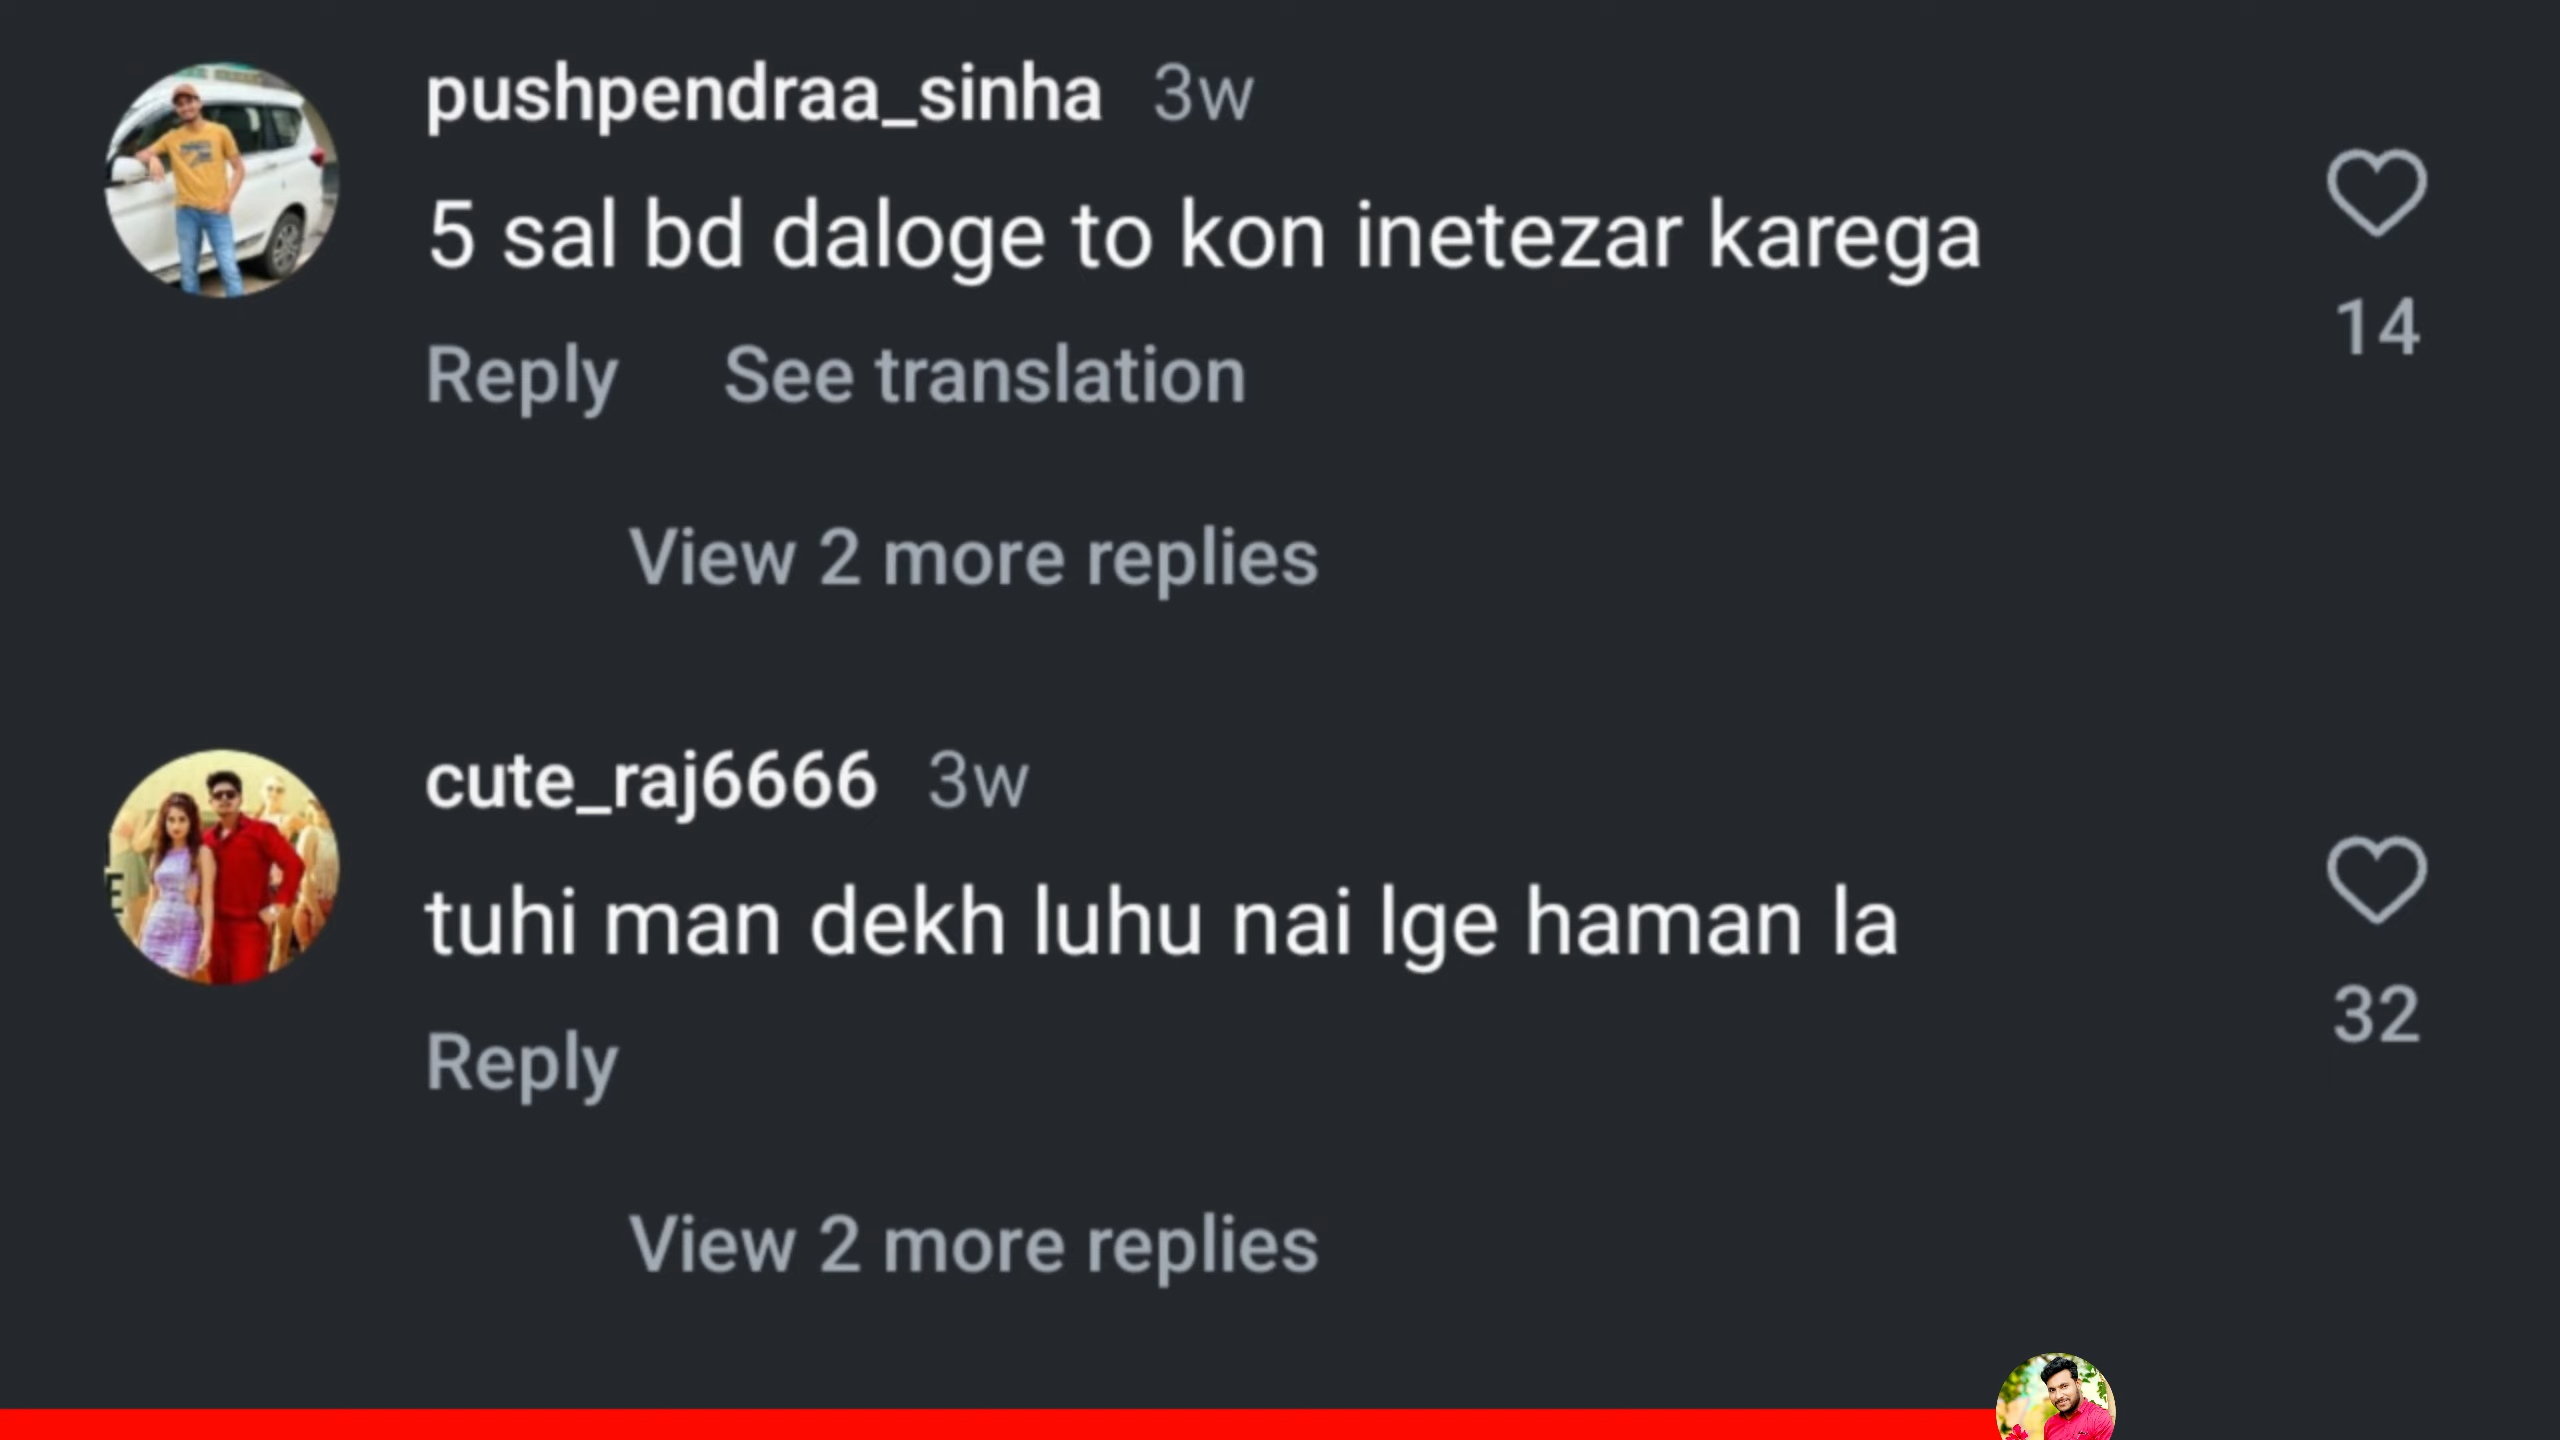 pushpendraa_sinha 3w
5 sal bd daloge to kon inetezar karega
14
Reply See translation
View 2 more replies
cute_raj6666 3w
tuhi man dekh luhu nai lge haman la
32
Reply
View 2 more replies